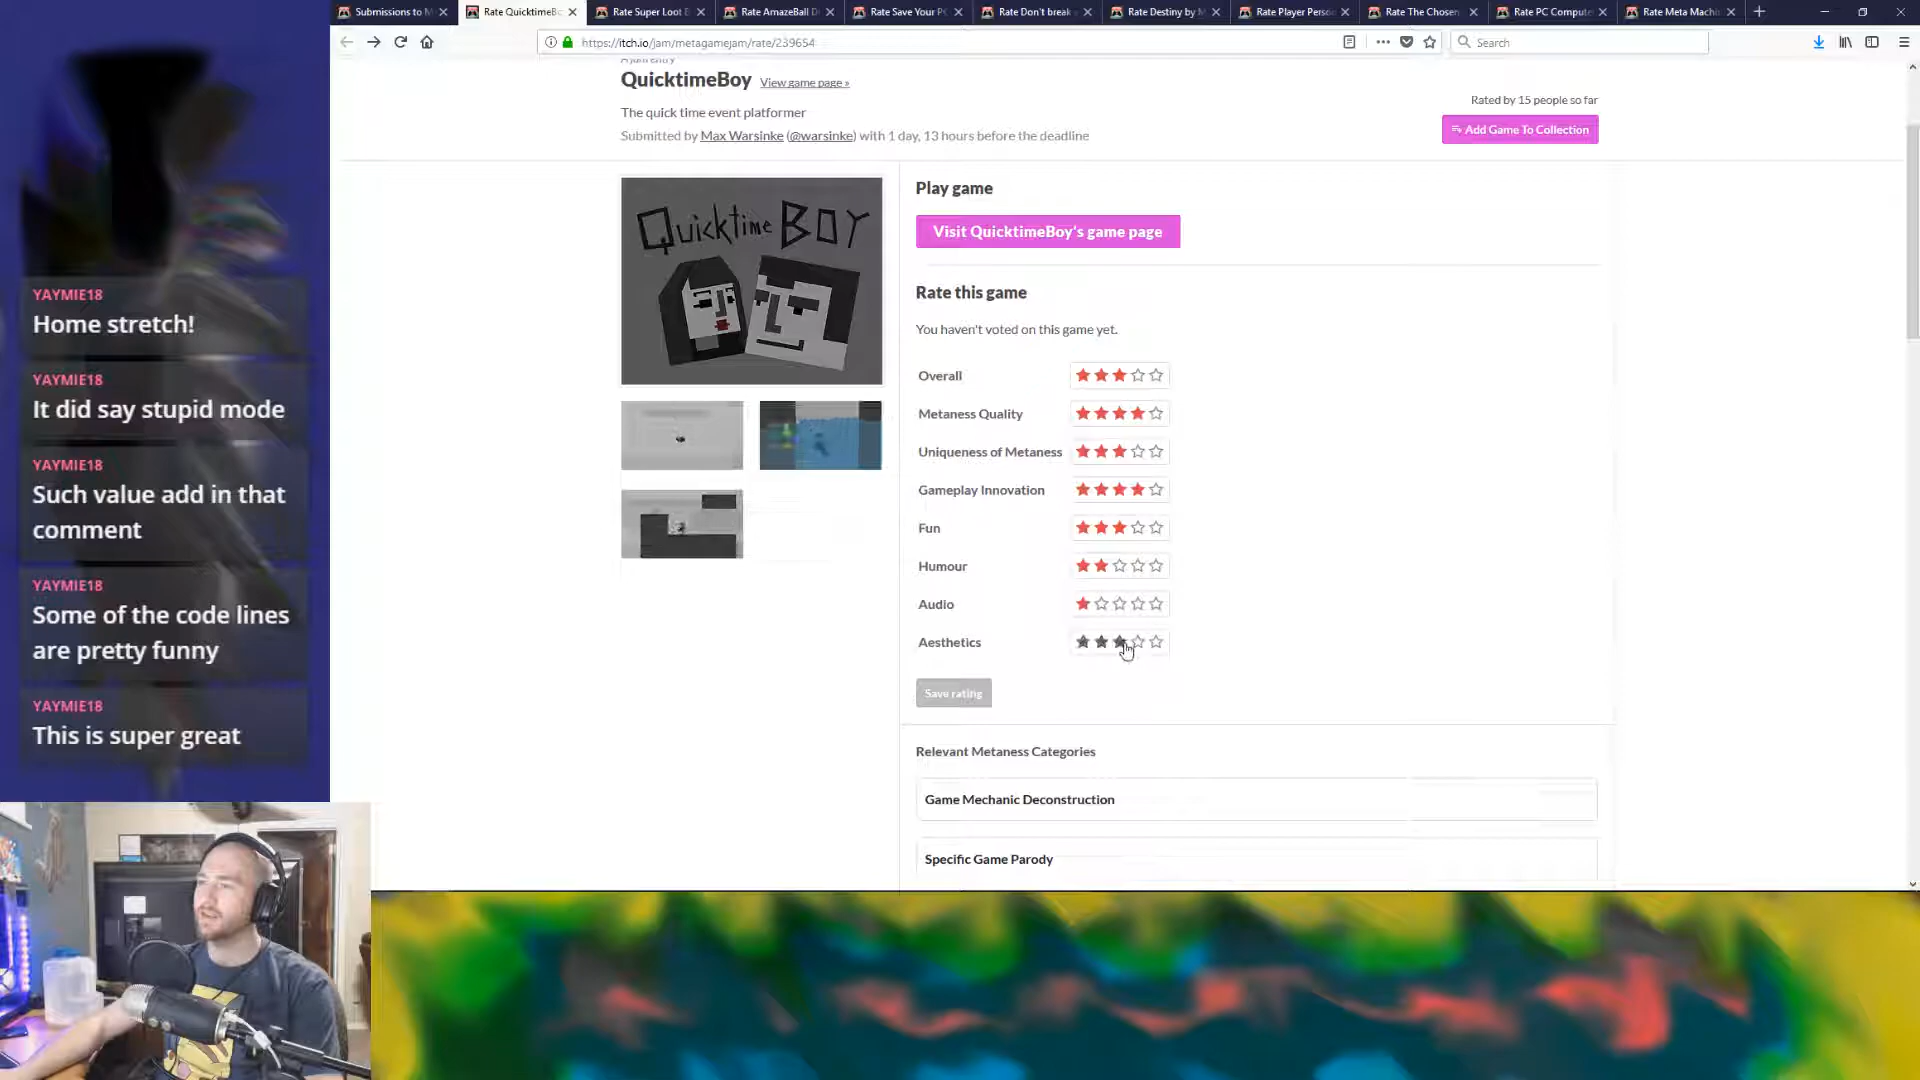 Submissions to M
Rate QuicktimeBo
Rate Super Loot B
Rate AmazeBall D
Rate Save Your PC
Rate Don't break
Rate Destiny by M
Rate Player Perso
Rate The Chosen
Rate PC Compute
Rate Meta Machin
https://itch.io/jam/metagamejam/rate/239654
Search
A jam entry
QuicktimeBoy View game page »
The quick time event platformer
Submitted by Max Warsinke (@warsinke) with 1 day, 13 hours before the deadline
Rated by 15 people so far
Add Game To Collection
Quicktime BOY
Play game
Visit QuicktimeBoy's game page
Rate this game
You haven't voted on this game yet.
Overall
Metaness Quality
Uniqueness of Metaness
Gameplay Innovation
Fun
Humour
Audio
Aesthetics
Save rating
Relevant Metaness Categories
Game Mechanic Deconstruction
Specific Game Parody
YAYMIE18
Home stretch!
YAYMIE18
It did say stupid mode
YAYMIE18
Such value add in that
comment
YAYMIE18
Some of the code lines
are pretty funny
YAYMIE18
This is super great